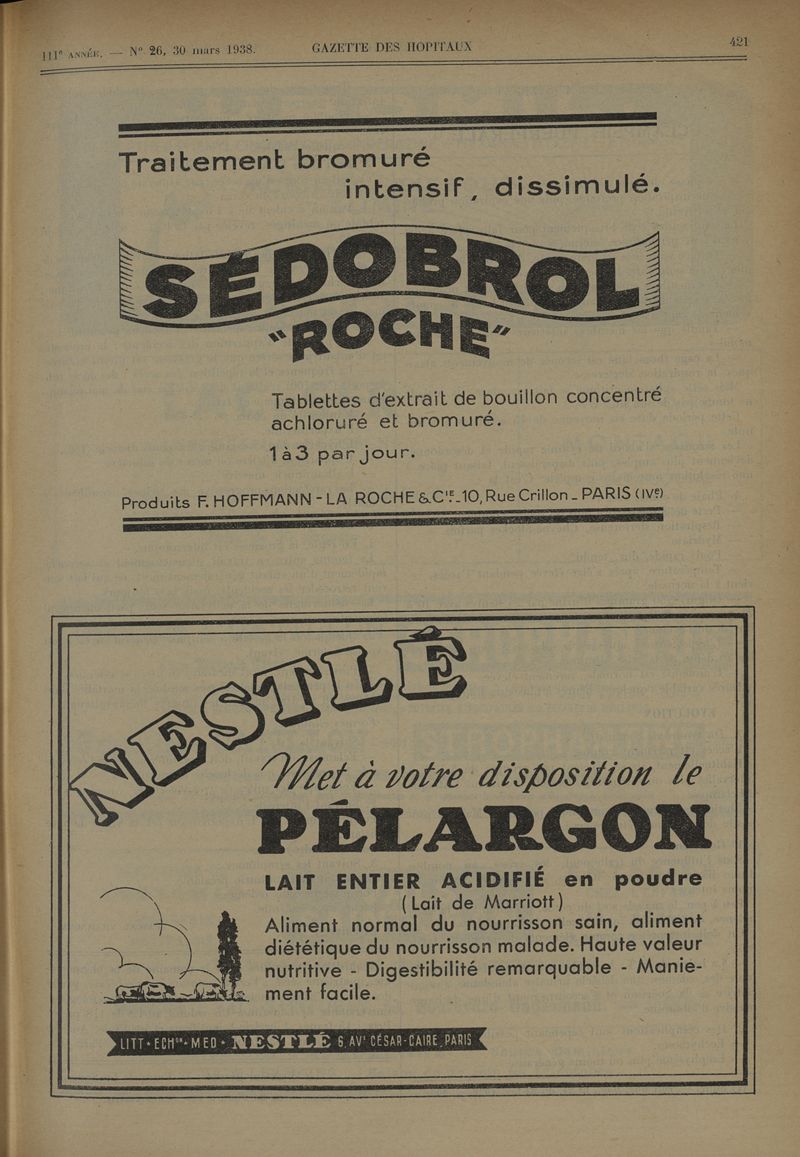 111e ANNÉE. — No 26, 30 mars 1938. GAZETTE DES HOPITAUX 421
Traitement bromuré
intensif, dissimulé.
SÉDOBROL
"ROCHE"
Tablettes d'extrait de bouillon concentré
achloruré et bromuré.
1 à 3 par jour.
Produits F. HOFFMANN - LA ROCHE & Cie. 10, Rue Crillon - PARIS (IVe)
NESTLÉ
Met à votre disposition le
PÉLARGON
LAIT ENTIER ACIDIFIÉ en poudre
(Lait de Marriott)
Aliment normal du nourrisson sain, aliment
diététique du nourrisson malade. Haute valeur
nutritive - Digestibilité remarquable - Manie-
ment facile.
LITT. ECHon. MED. NESTLÉ 6, AVe CÉSAR-CAIRE, PARIS